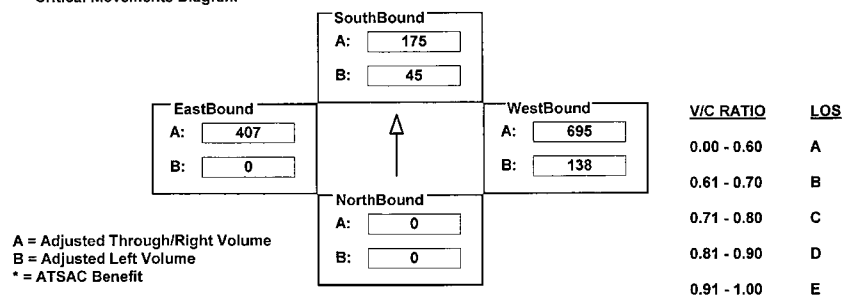 Critical Movements Diagram
SouthBound
A: 175
B: 45
EastBound
A: 407
B: 0
WestBound
A: 695
B: 138
NorthBound
A: 0
B: 0
V/C RATIO LOS
0.00 - 0.60 A
0.61 - 0.70 B
0.71 - 0.80 C
0.81 - 0.90 D
0.91 - 1.00 E
A = Adjusted Through/Right Volume
B = Adjusted Left Volume
* = ATSAC Benefit